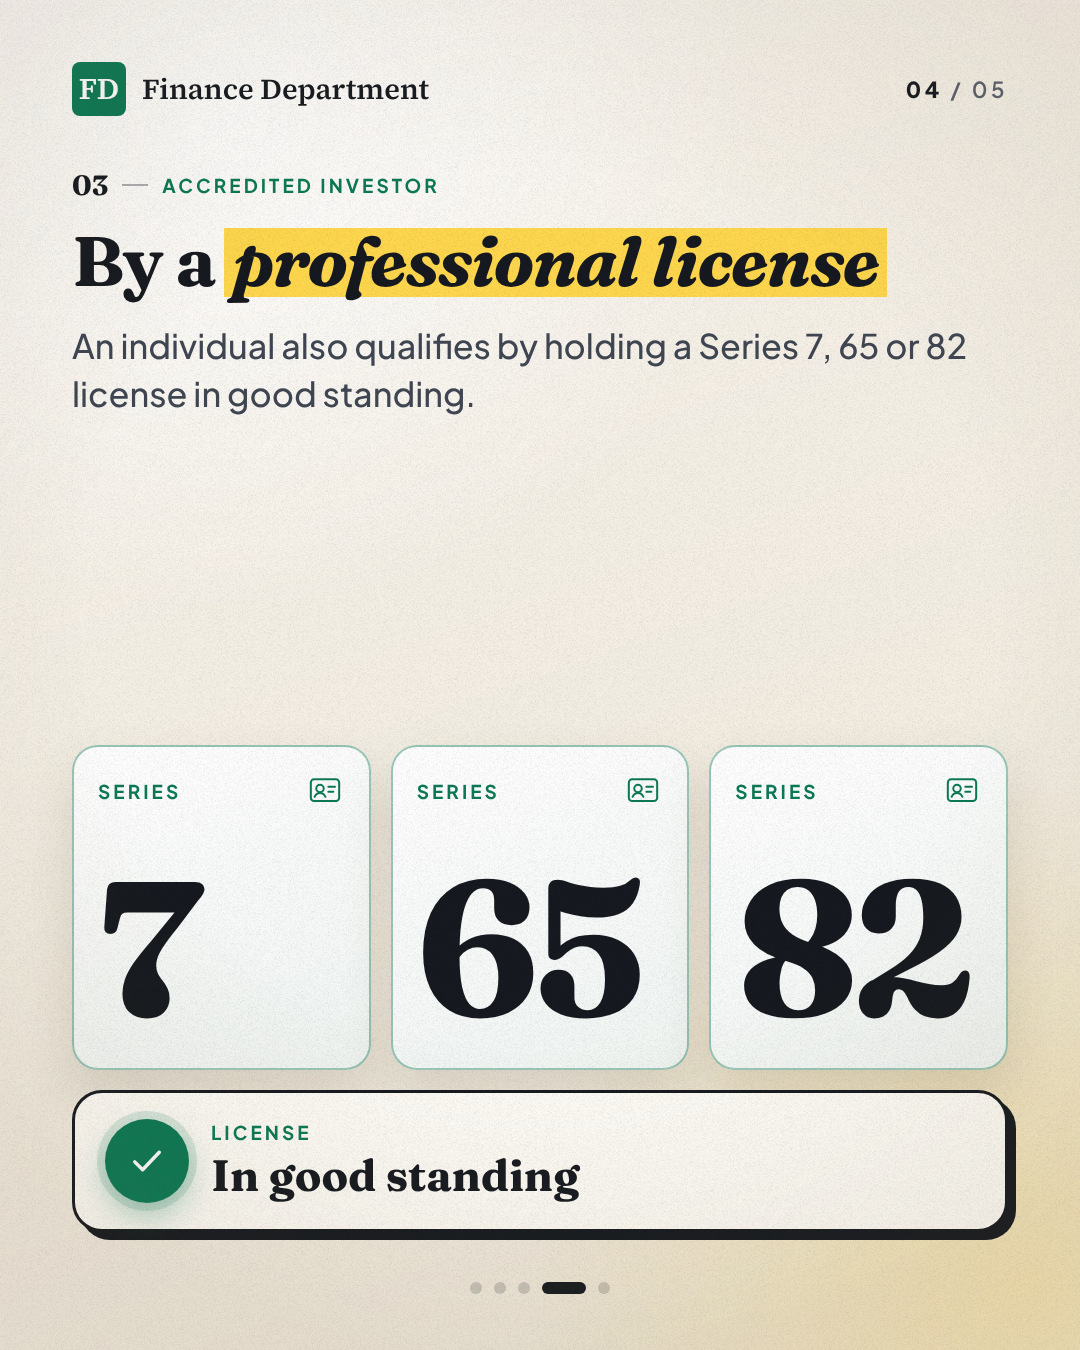 FD Finance Department
04 / 05
03 — ACCREDITED INVESTOR
By a professional license
An individual also qualifies by holding a Series 7, 65 or 82
license in good standing.
SERIES
7
SERIES
65
SERIES
82
LICENSE
In good standing